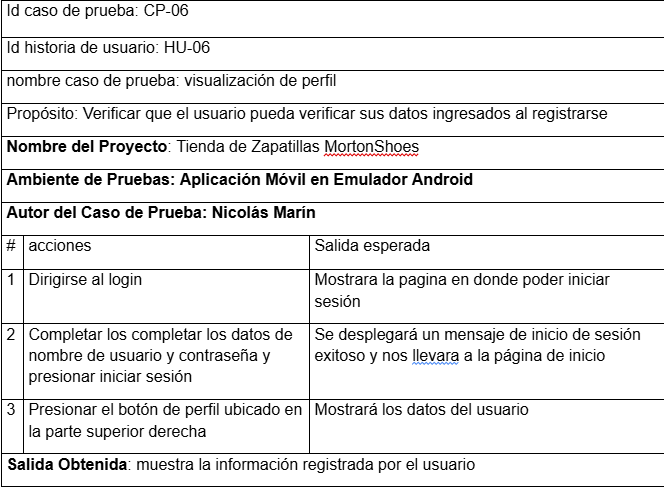 Id caso de prueba: CP-06
Id historia de usuario: HU-06
nombre caso de prueba: visualización de perfil
Propósito: Verificar que el usuario pueda verificar sus datos ingresados al registrarse
Nombre del Proyecto: Tienda de Zapatillas MortonShoes
Ambiente de Pruebas: Aplicación Móvil en Emulador Android
Autor del Caso de Prueba: Nicolás Marín
# acciones Salida esperada
1 Dirigirse al login
Mostrara la pagina en donde poder iniciar
sesión
2 Completar los completar los datos de
nombre de usuario y contraseña y
presionar iniciar sesión
Se desplegará un mensaje de inicio de sesión
exitoso y nos llevara a la página de inicio
3 Presionar el botón de perfil ubicado en
la parte superior derecha
Mostrará los datos del usuario
Salida Obtenida: muestra la información registrada por el usuario